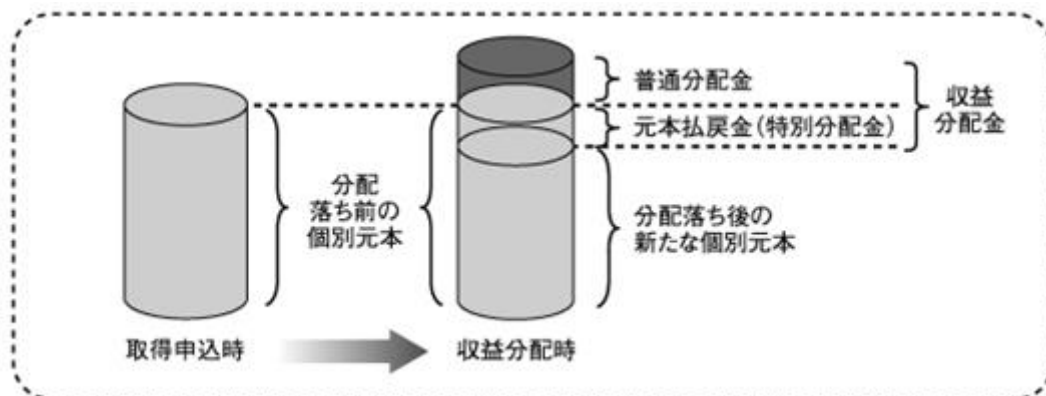 普通分配金
収益
分配金
元本払戻金(特別分配金)
分配
落ち前の
個別元本
分配落ち後の
新たな個別元本
取得申込時
収益分配時